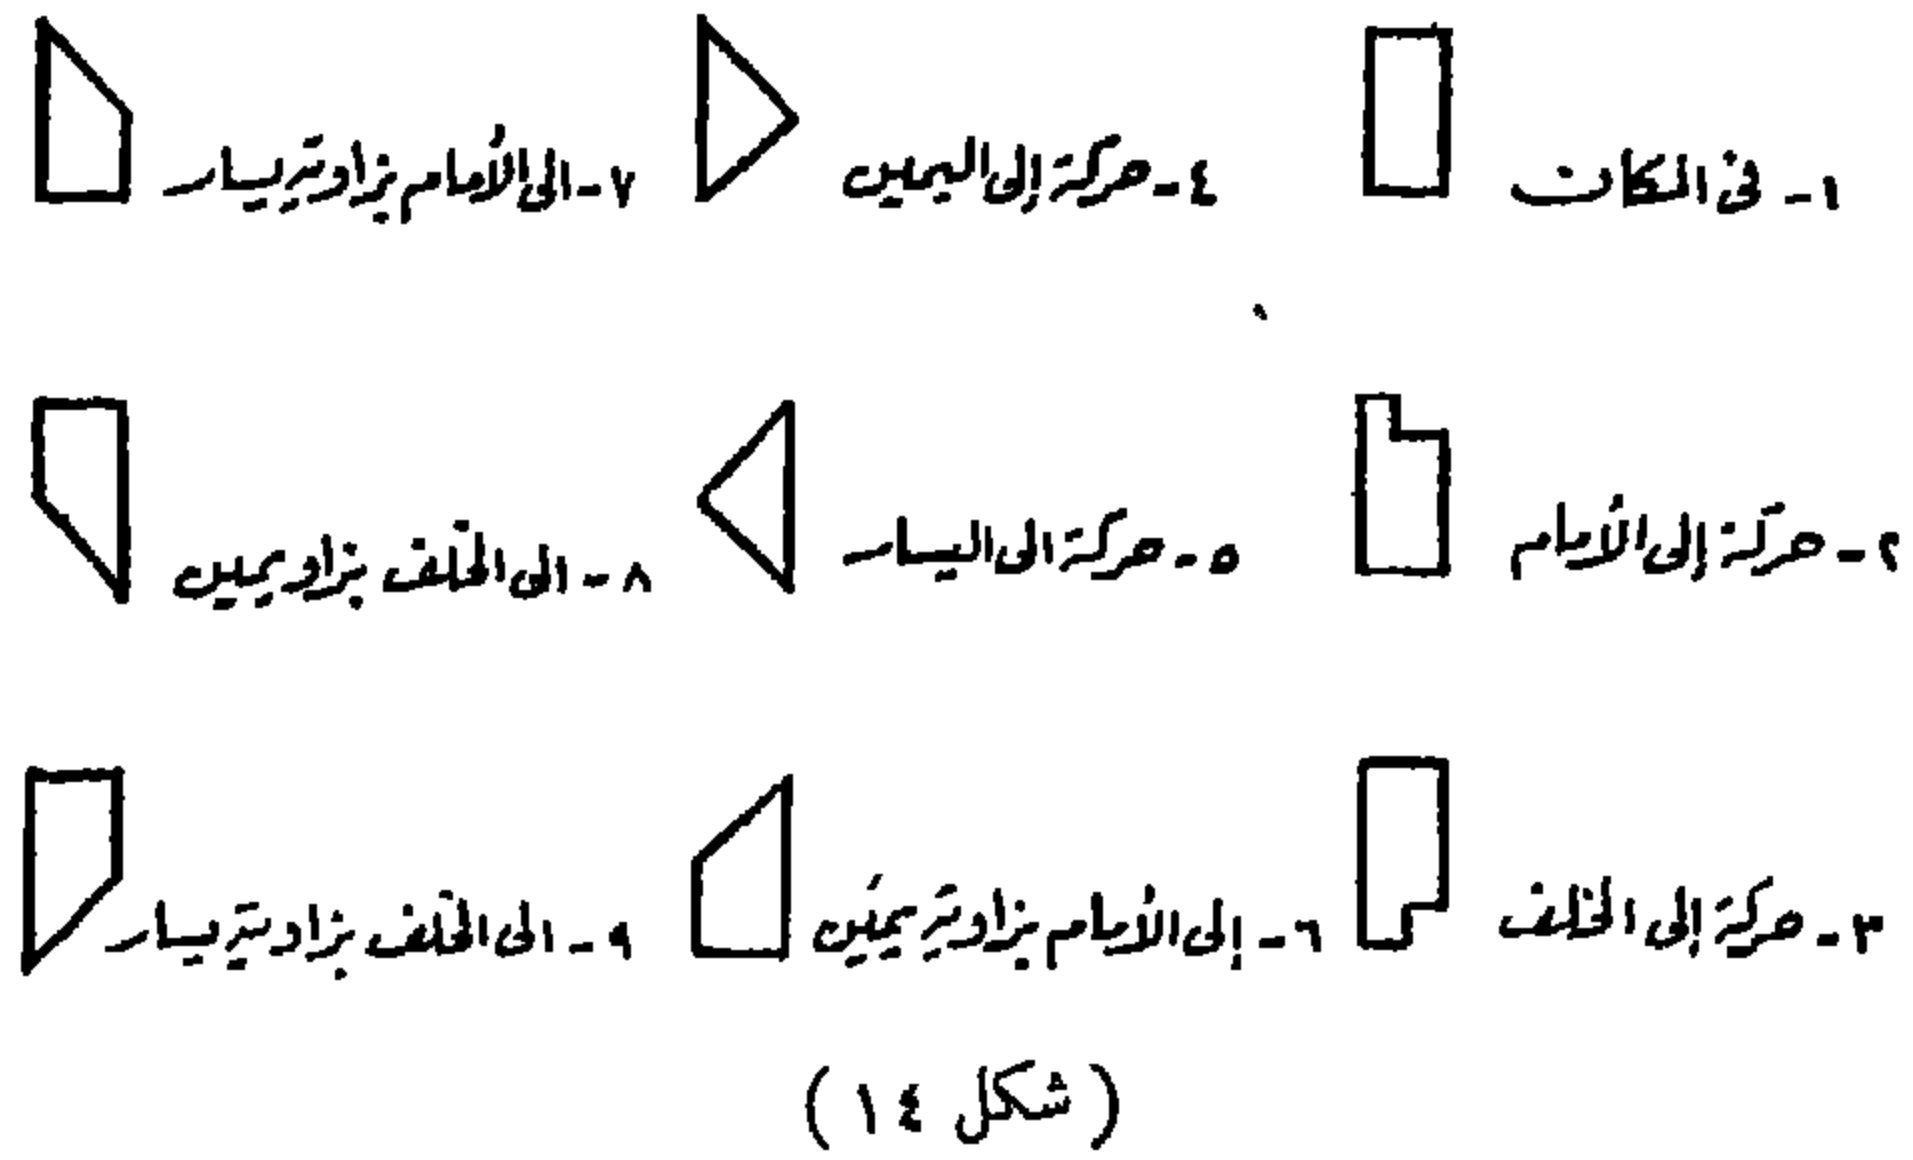 ١- فى المكان
٢- حركة إلى الأمام
٣- حركة إلى الخلف
٤- حركة إلى اليمين
٥- حركة الى اليسار
٦- إلى الأمام بزاوية يمين
٧- الى الأمام بزاوية يسار
٨- الى الخلف بزاو يمين
٩- الى الخلف بزاوية يسار
( شكل ١٤ )